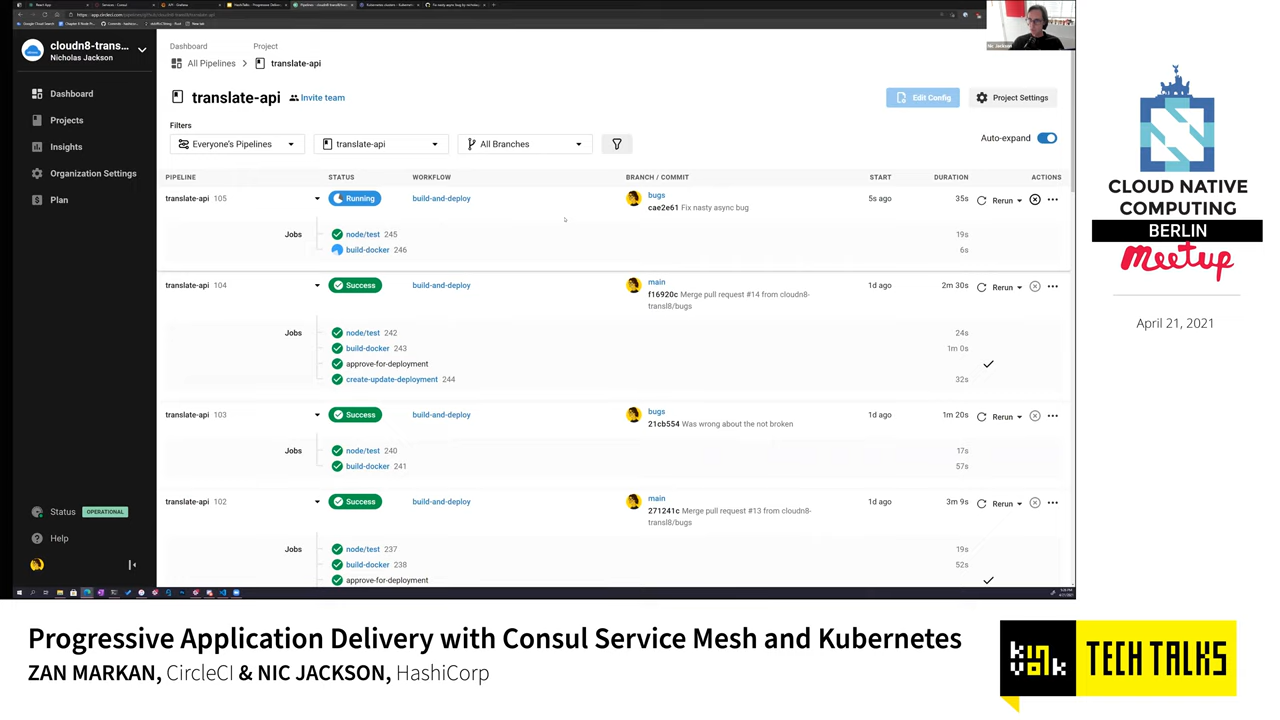 cloudn8-trans...
Nicholas Jackson
Dashboard
Projects
Insights
Organization Settings
Plan
Status OPERATIONAL
Help
Dashboard Project
All Pipelines translate-api
translate-api Invite team
Edit Config Project Settings
Filters
Everyone's Pipelines translate-api All Branches
Auto-expand
PIPELINE STATUS WORKFLOW BRANCH / COMMIT START DURATION ACTIONS
translate-api 105 Running build-and-deploy bugs 5s ago 35s Rerun
cae2e61 Fix nasty async bug
Jobs node/test 245 19s
build-docker 246 6s
translate-api 104 Success build-and-deploy main 1d ago 2m 30s Rerun
f16920c Merge pull request #14 from cloudn8-
transl8/bugs
Jobs node/test 242 24s
build-docker 243 1m 0s
approve-for-deployment
create-update-deployment 244 32s
translate-api 103 Success build-and-deploy bugs 1d ago 1m 20s Rerun
21cb554 Was wrong about the not broken
Jobs node/test 240 17s
build-docker 241 57s
translate-api 102 Success build-and-deploy main 1d ago 3m 9s Rerun
271241c Merge pull request #13 from cloudn8-
transl8/bugs
Jobs node/test 237 19s
build-docker 238 52s
approve-for-deployment
Nic Jackson
CLOUD NATIVE
COMPUTING
BERLIN
Meetup
April 21, 2021
Progressive Application Delivery with Consul Service Mesh and Kubernetes
ZAN MARKAN, CircleCI & NIC JACKSON, HashiCorp
kinvolk
TECH TALKS